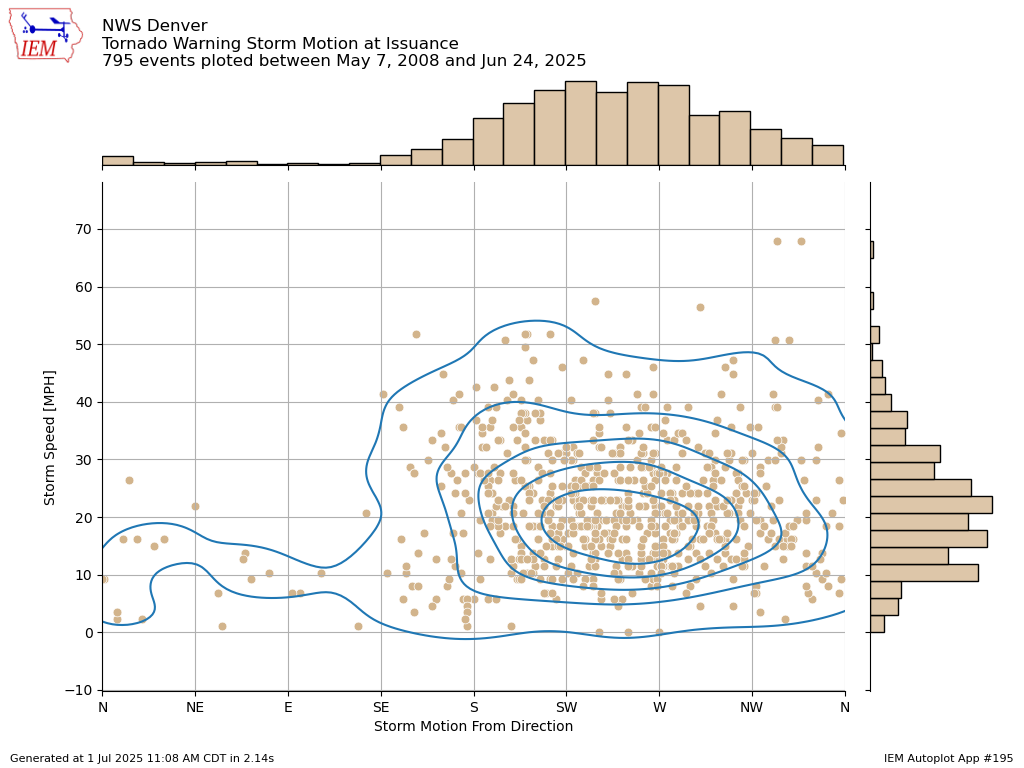 IEM
NWS Denver
Tornado Warning Storm Motion at Issuance
795 events ploted between May 7, 2008 and Jun 24, 2025
70
60
50
40
30
20
10
0
−10
Storm Speed [MPH]
N NE E SE S SW W NW N
Storm Motion From Direction
Generated at 1 Jul 2025 11:08 AM CDT in 2.14s
IEM Autoplot App #195